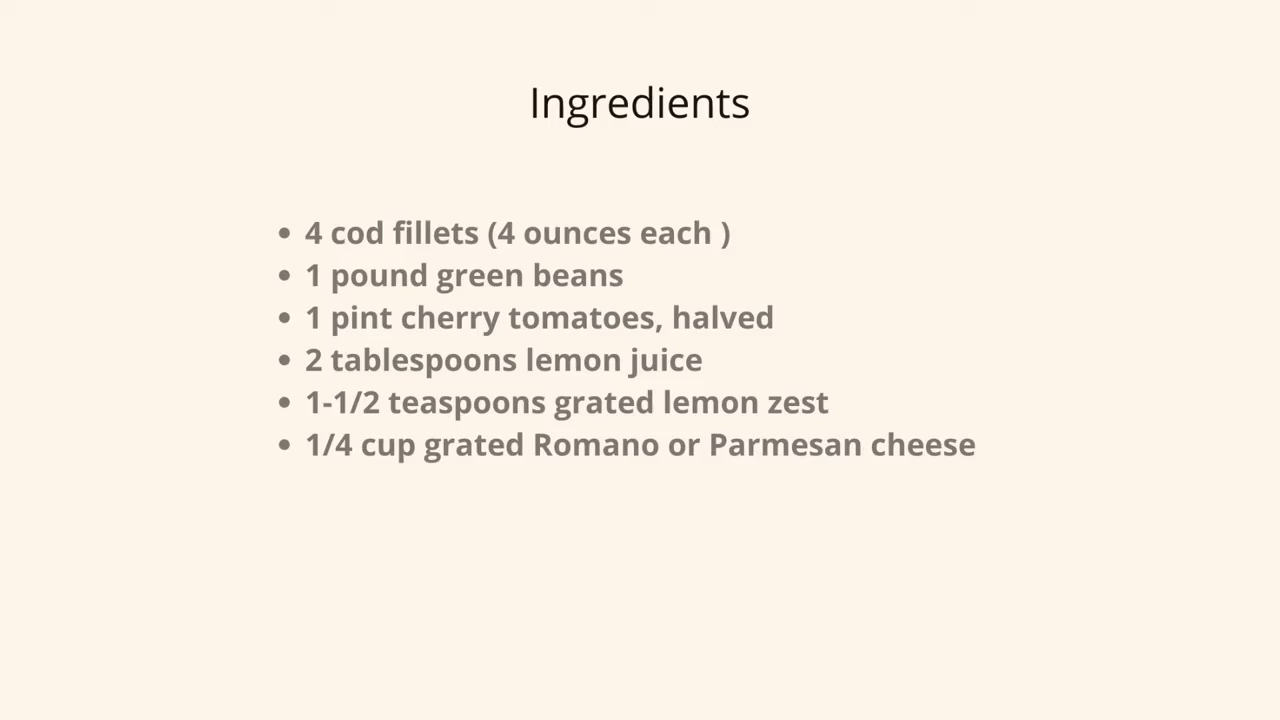 Ingredients
• 4 cod fillets (4 ounces each )
• 1 pound green beans
• 1 pint cherry tomatoes, halved
• 2 tablespoons lemon juice
• 1-1/2 teaspoons grated lemon zest
• 1/4 cup grated Romano or Parmesan cheese